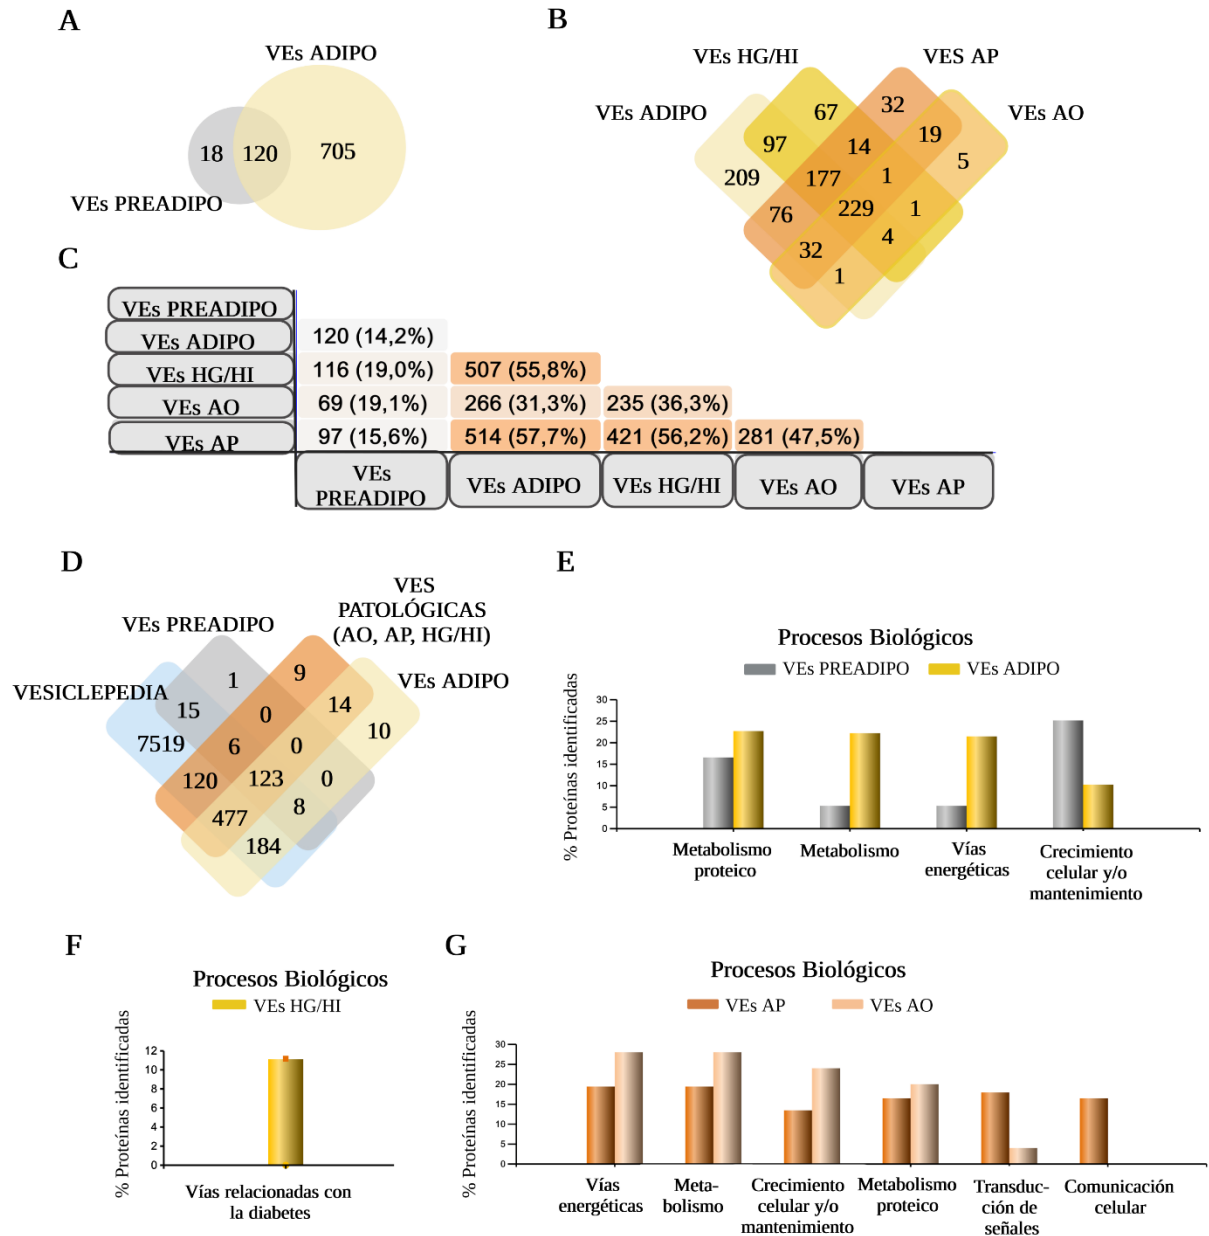 A
VEs ADIPO
18
120
705
VEs PREADIPO
B
VEs HG/HI
VES AP
VEs ADIPO
VEs AO
67
32
97
14
19
5
209
177
1
76
229
1
32
4
1
C
VEs PREADIPO
VEs ADIPO
120 (14,2%)
VEs HG/HI
116 (19,0%)
507 (55,8%)
VEs AO
69 (19,1%)
266 (31,3%)
235 (36,3%)
VEs AP
97 (15,6%)
514 (57,7%)
421 (56,2%)
281 (47,5%)
VEs
PREADIPO
VEs ADIPO
VEs HG/HI
VEs AO
VEs AP
D
VES
PATOLÓGICAS
(AO, AP, HG/HI)
VEs PREADIPO
VESICLEPEDIA
VEs ADIPO
1
9
15
0
14
10
7519
6
0
120
123
0
477
8
184
E
Procesos Biológicos
VEs PREADIPO
VEs ADIPO
% Proteínas identificadas
30
25
20
15
10
5
0
Metabolismo
proteico
Metabolismo
Vías
energéticas
Crecimiento
celular y/o
mantenimiento
F
Procesos Biológicos
VEs HG/HI
% Proteínas identificadas
12
10
8
6
4
2
0
Vías relacionadas con
la diabetes
G
Procesos Biológicos
VEs AP
VEs AO
% Proteínas identificadas
30
25
20
15
10
5
0
Vías
energéticas
Meta-
bolismo
Crecimiento
celular y/o
mantenimiento
Metabolismo
proteico
Transduc-
ción de
señales
Comunicación
celular